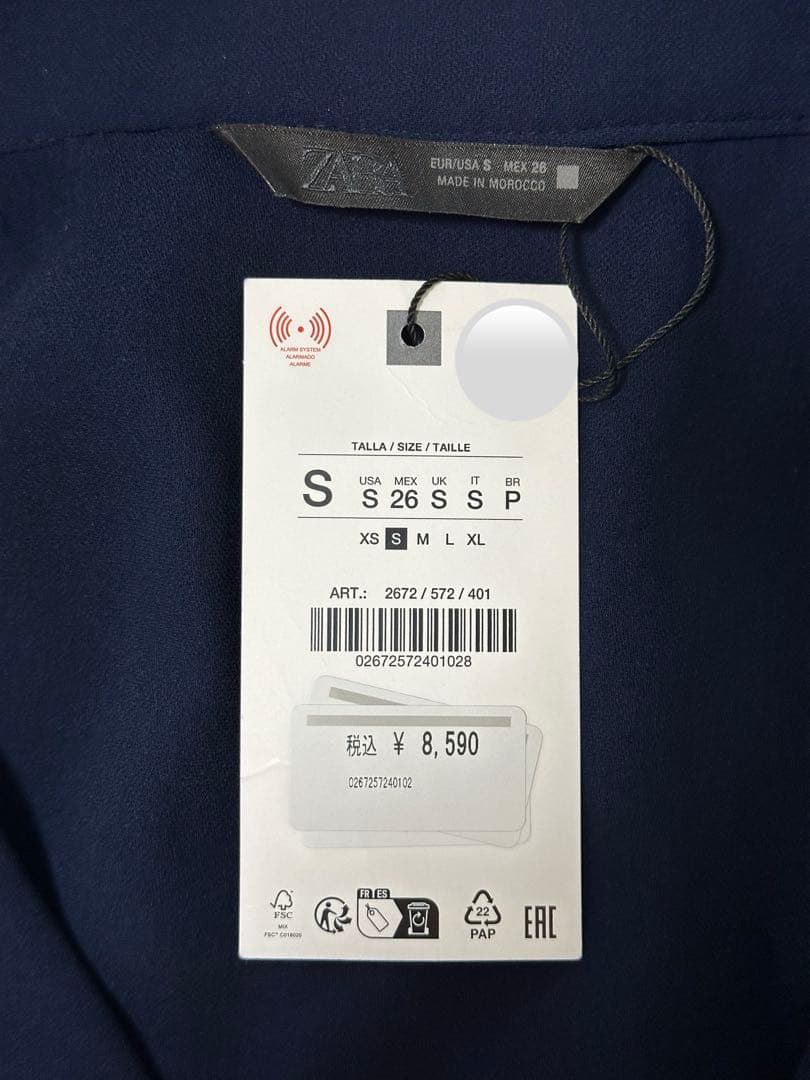 ZARA
EUR/USA S MEX 26
MADE IN MOROCCO
ALARM SYSTEM
ALARMADO
ALARME
TALLA / SIZE / TAILLE
USA MEX UK IT BR
S S 26 S S P
XS S M L XL
ART.: 2672 / 572 / 401
02672572401028
税込 ¥ 8,590
0267257240102
FR ES
FSC
MIX
FSC® C018020
22
PAP
EAC